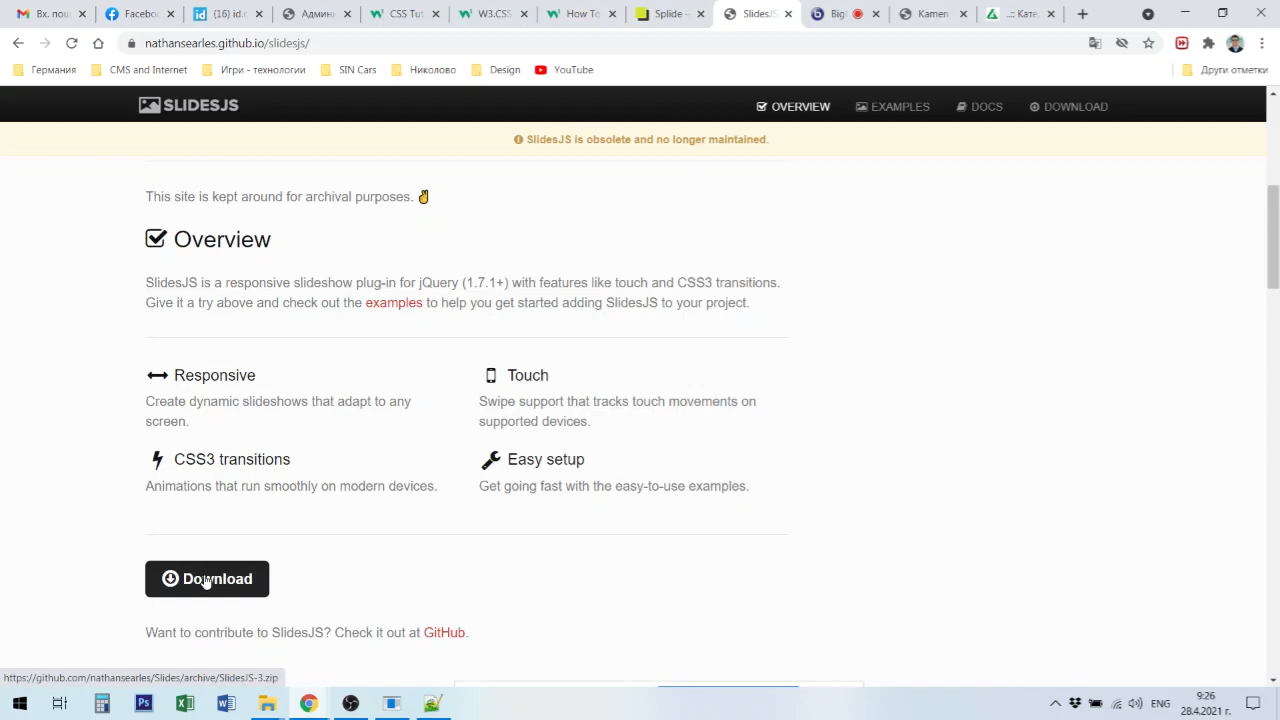 Вх. пощ
Facebo
(16) id.c
Админи
CSS Tut
W3.CSS
How To
Splide –
SlidesJS
Big
Kamen
.:: Кате
nathansearles.github.io/slidesjs/
Германия
CMS and Internet
Игри - технологии
SIN Cars
Николово
Design
YouTube
Други отметки
SLIDESJS
OVERVIEW
EXAMPLES
DOCS
DOWNLOAD
SlidesJS is obsolete and no longer maintained.
This site is kept around for archival purposes. ✌
Overview
SlidesJS is a responsive slideshow plug-in for jQuery (1.7.1+) with features like touch and CSS3 transitions.
Give it a try above and check out the examples to help you get started adding SlidesJS to your project.
Responsive
Create dynamic slideshows that adapt to any
screen.
Touch
Swipe support that tracks touch movements on
supported devices.
CSS3 transitions
Animations that run smoothly on modern devices.
Easy setup
Get going fast with the easy-to-use examples.
Download
Want to contribute to SlidesJS? Check it out at GitHub.
https://github.com/nathansearles/Slides/archive/SlidesJS-3.zip
ENG
9:26
28.4.2021 г.